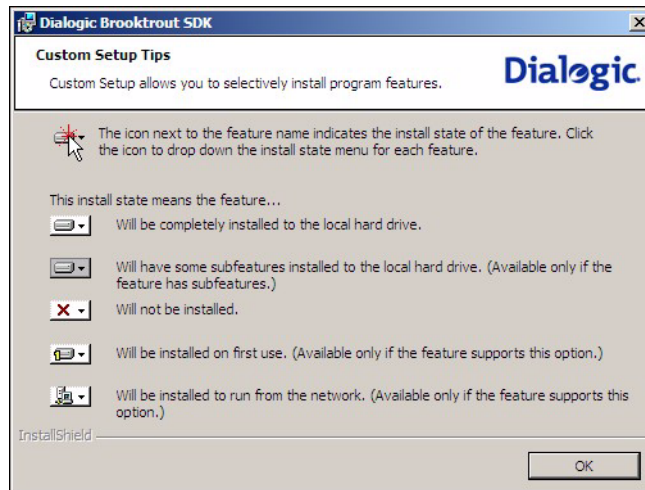 Dialogic Brooktrout SDK
Custom Setup Tips
Custom Setup allows you to selectively install program features.
Dialogic.
The icon next to the feature name indicates the install state of the feature. Click
the icon to drop down the install state menu for each feature.
This install state means the feature...
Will be completely installed to the local hard drive.
Will have some subfeatures installed to the local hard drive. (Available only if the
feature has subfeatures.)
Will not be installed.
Will be installed on first use. (Available only if the feature supports this option.)
Will be installed to run from the network. (Available only if the feature supports this
option.)
InstallShield
OK